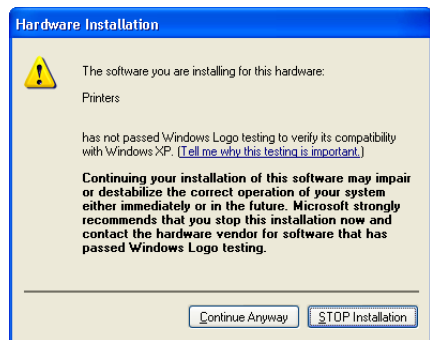 Hardware Installation
The software you are installing for this hardware:
Printers
has not passed Windows Logo testing to verify its compatibility
with Windows XP. (Tell me why this testing is important.)
Continuing your installation of this software may impair
or destabilize the correct operation of your system
either immediately or in the future. Microsoft strongly
recommends that you stop this installation now and
contact the hardware vendor for software that has
passed Windows Logo testing.
Continue Anyway STOP Installation